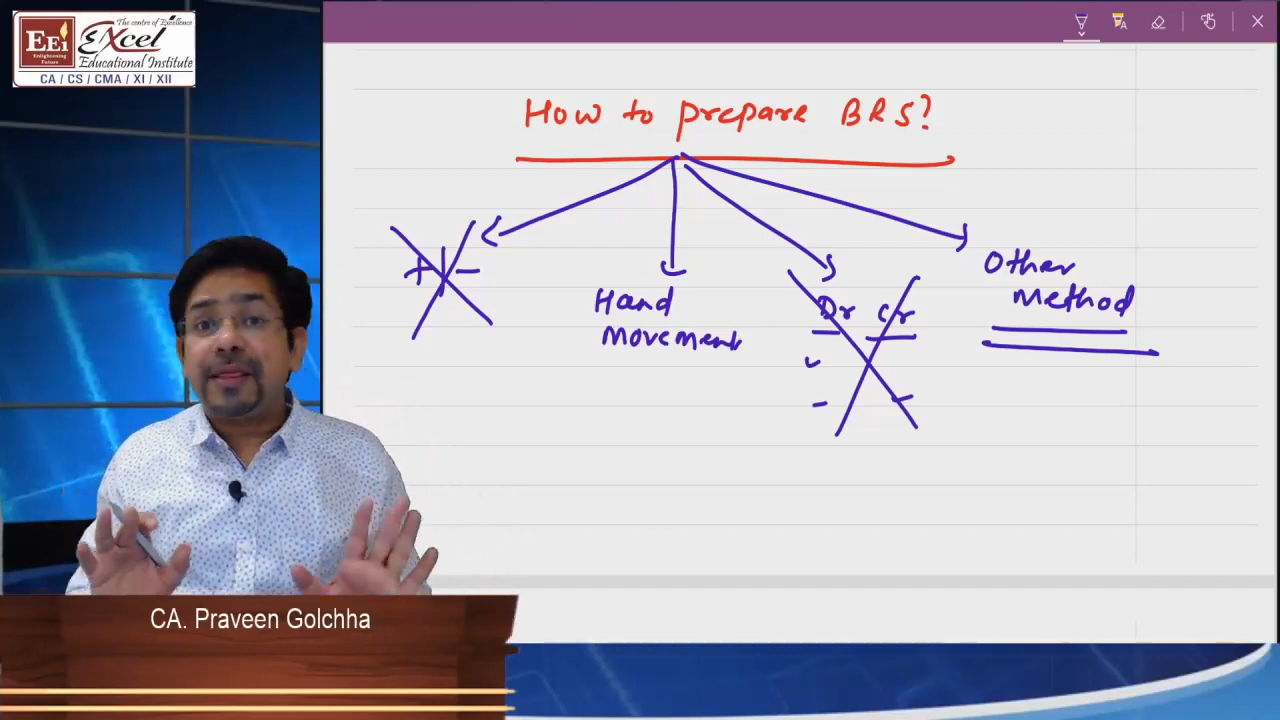 The centre of Excellence
EEi
Enlightening
Future
EXcel
Educational Institute
CA / CS / CMA / XI / XII
How to prepare BRS?
+ -
Hand
Movement
Dr Cr
Other
Method
CA. Praveen Golchha